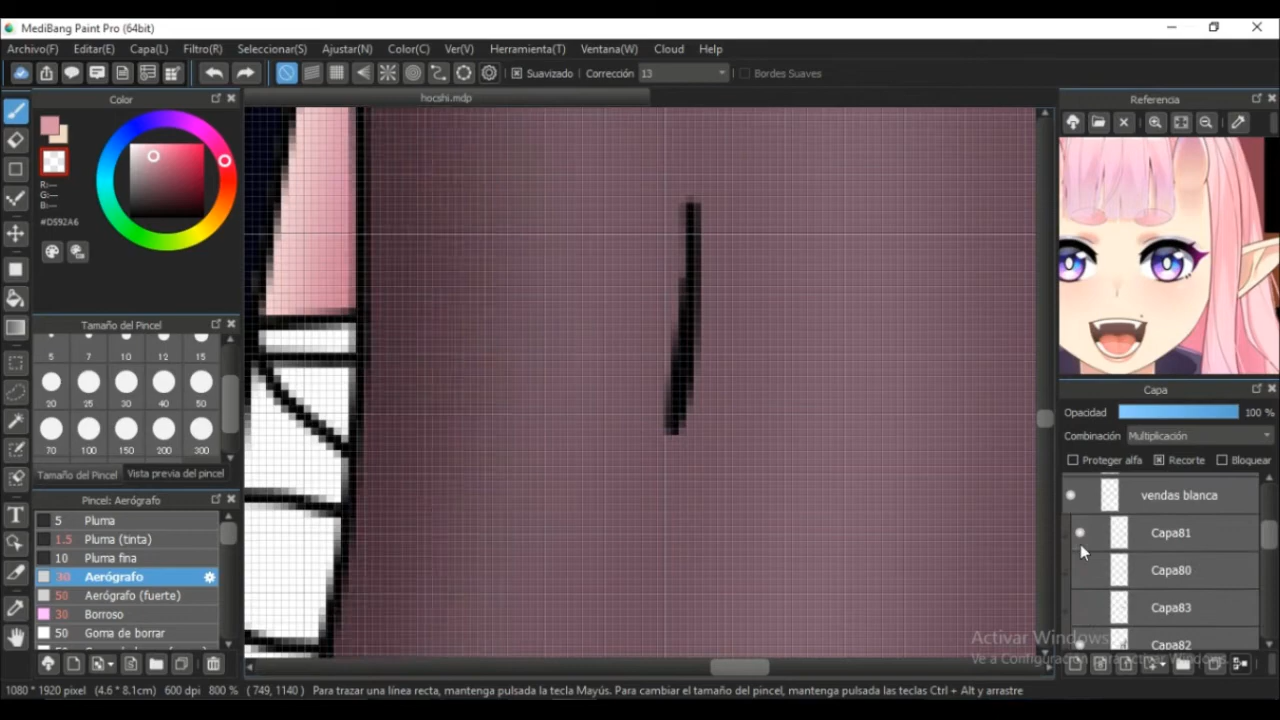 MediBang Paint Pro (64bit)
Archivo(F) Editar(E) Capa(L) Filtro(R) Seleccionar(S) Ajustar(N) Color(C) Ver(V) Herramienta(T) Ventana(W) Cloud Help
Suavizado Corrección 13 Bordes Suaves
Color
hocshi.mdp
Referencia
R:---
G:---
B:---
#D592A6
Tamaño del Pincel
5 7 10 12 15
20 25 30 40 50
70 100 150 200 300
Tamaño del Pincel Vista previa del pincel
Pincel: Aerógrafo
5 Pluma
1.5 Pluma (tinta)
10 Pluma fina
30 Aerógrafo
50 Aerógrafo (fuerte)
30 Borroso
50 Goma de borrar
Capa
Opacidad 100 %
Combinación Multiplicación
Proteger alfa Recorte Bloquear
vendas blanca
Capa81
Capa80
Capa83
Capa82
Activar Windows
Ve a Configuración para activar Windows.
1080 * 1920 pixel (4.6 * 8.1cm) 600 dpi 800 % ( 749, 1140 ) Para trazar una línea recta, mantenga pulsada la tecla Mayús. Para cambiar el tamaño del pincel, mantenga pulsada las teclas Ctrl + Alt y arrastre